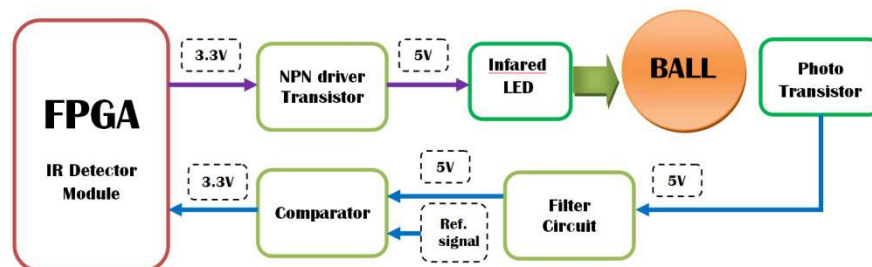 3.3V
5V
NPN driver
Transistor
Infared
LED
BALL
Photo
Transistor
FPGA
IR Detector
Module
3.3V
5V
5V
Comparator
Ref.
signal
Filter
Circuit